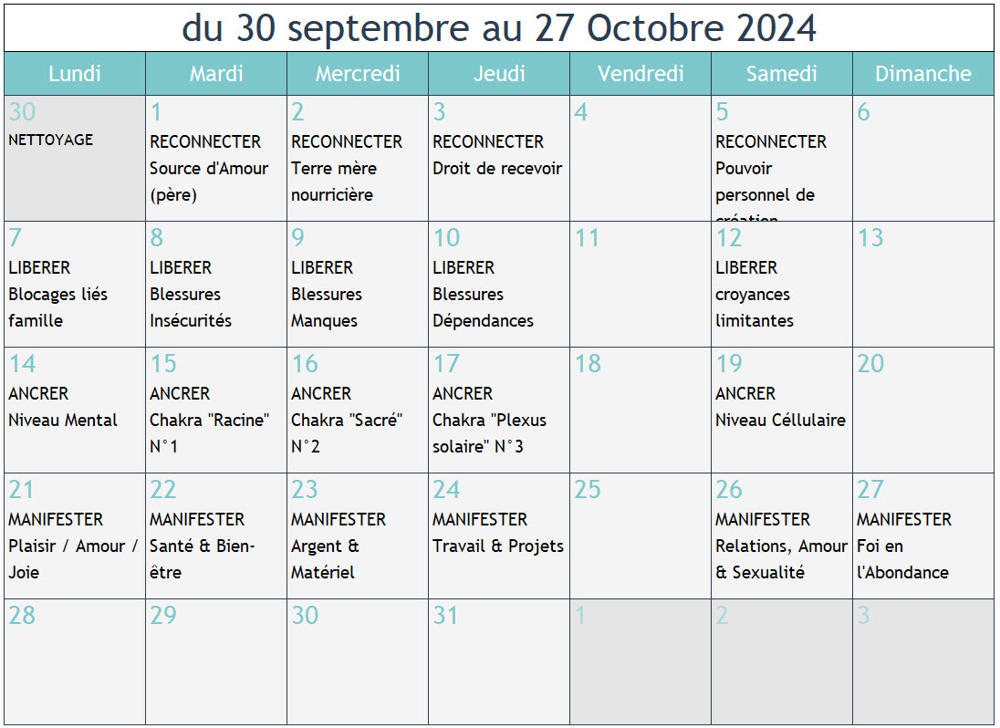 du 30 septembre au 27 Octobre 2024
Lundi Mardi Mercredi Jeudi Vendredi Samedi Dimanche
30
NETTOYAGE
1
RECONNECTER
Source d'Amour
(père)
2
RECONNECTER
Terre mère
nourricière
3
RECONNECTER
Droit de recevoir
4
5
RECONNECTER
Pouvoir
personnel de
création
6
7
LIBERER
Blocages liés
famille
8
LIBERER
Blessures
Insécurités
9
LIBERER
Blessures
Manques
10
LIBERER
Blessures
Dépendances
11
12
LIBERER
croyances
limitantes
13
14
ANCRER
Niveau Mental
15
ANCRER
Chakra "Racine"
N°1
16
ANCRER
Chakra "Sacré"
N°2
17
ANCRER
Chakra "Plexus
solaire" N°3
18
19
ANCRER
Niveau Céllulaire
20
21
MANIFESTER
Plaisir / Amour /
Joie
22
MANIFESTER
Santé & Bien-
être
23
MANIFESTER
Argent &
Matériel
24
MANIFESTER
Travail & Projets
25
26
MANIFESTER
Relations, Amour
& Sexualité
27
MANIFESTER
Foi en
l'Abondance
28
29
30
31
1
2
3